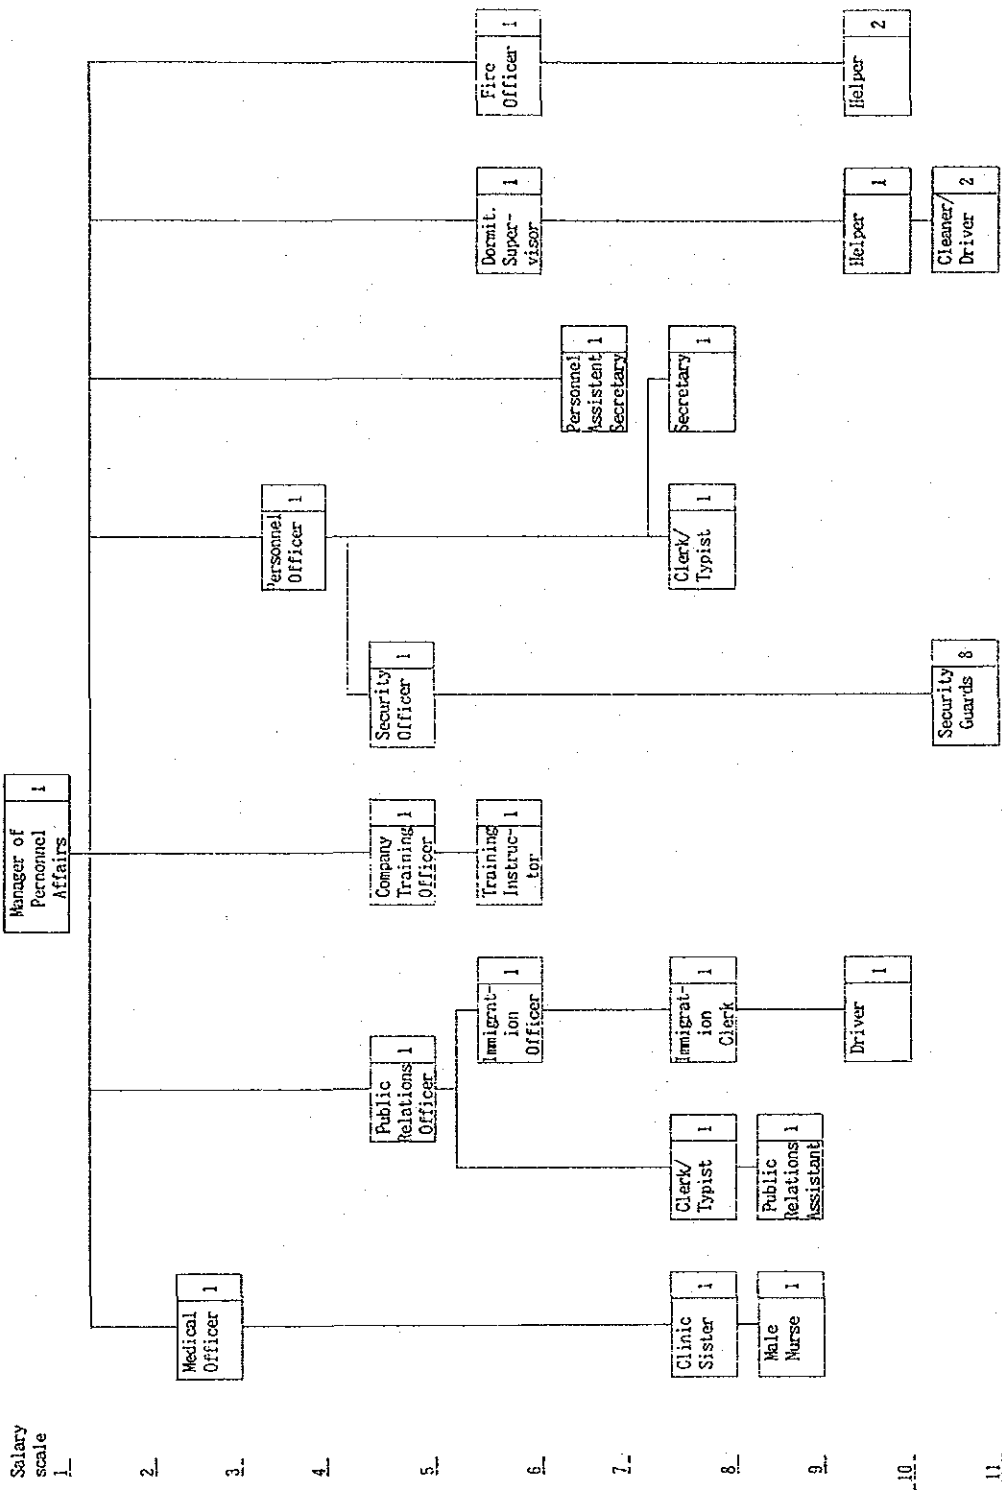 Salary
scale
1
2
3
4
5
6
7
8
9
10
11
Manager of
Pernonnel
Affairs
1
Medical
Officer
1
Clinic
Sister
1
Male
Nurse
1
Public
Relations
Officer
1
Clerk/
Typist
1
Public
Relations
Assistant
1
Immigrat-
ion
Officer
1
Immigrat-
ion
Clerk
1
Driver
1
Company
Training
Officer
1
Training
Instruc-
tor
1
Personnel
Officer
1
Security
Officer
1
Security
Guards
8
Clerk/
Typist
1
Secretary
1
Personnel
Assistent
Secretary
1
Dormit.
Super-
visor
1
Helper
1
Cleaner/
Driver
2
Fire
Officer
1
Helper
2